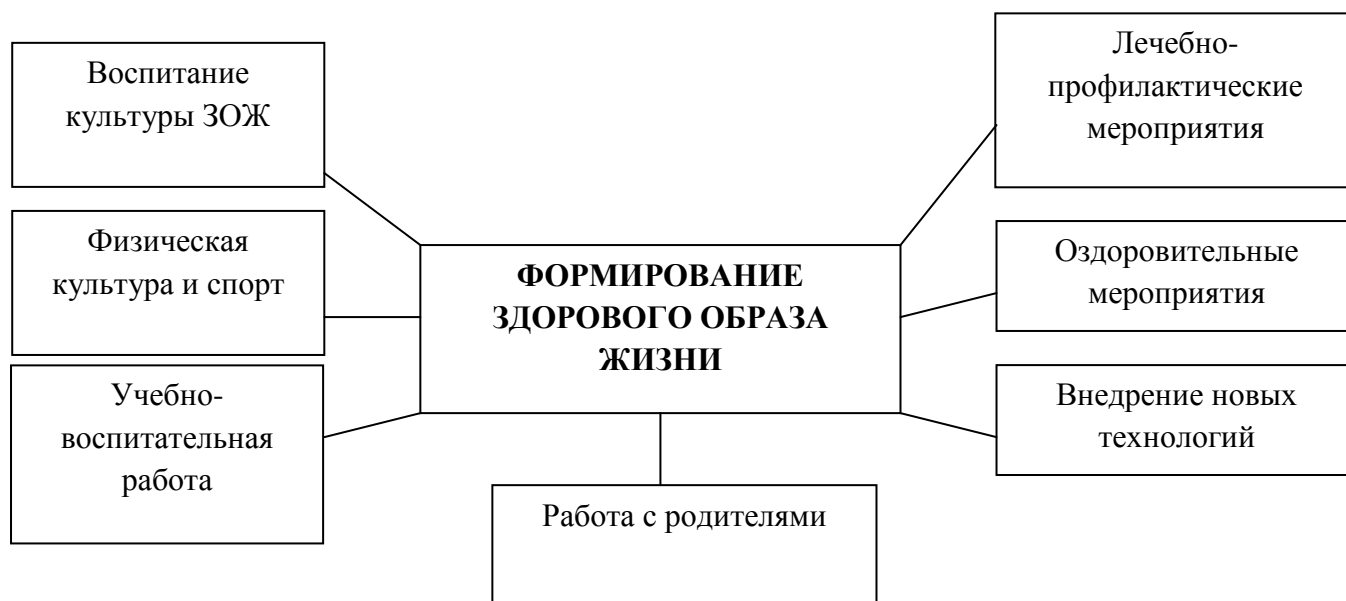 Воспитание
культуры ЗОЖ
Физическая
культура и спорт
Учебно-
воспитательная
работа
ФОРМИРОВАНИЕ
ЗДОРОВОГО ОБРАЗА
ЖИЗНИ
Работа с родителями
Лечебно-
профилактические
мероприятия
Оздоровительные
мероприятия
Внедрение новых
технологий